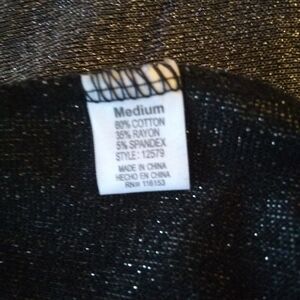 Medium
60% COTTON
35% RAYON
5% SPANDEX
STYLE: 12579
MADE IN CHINA
HECHO EN CHINA
RN# 116153